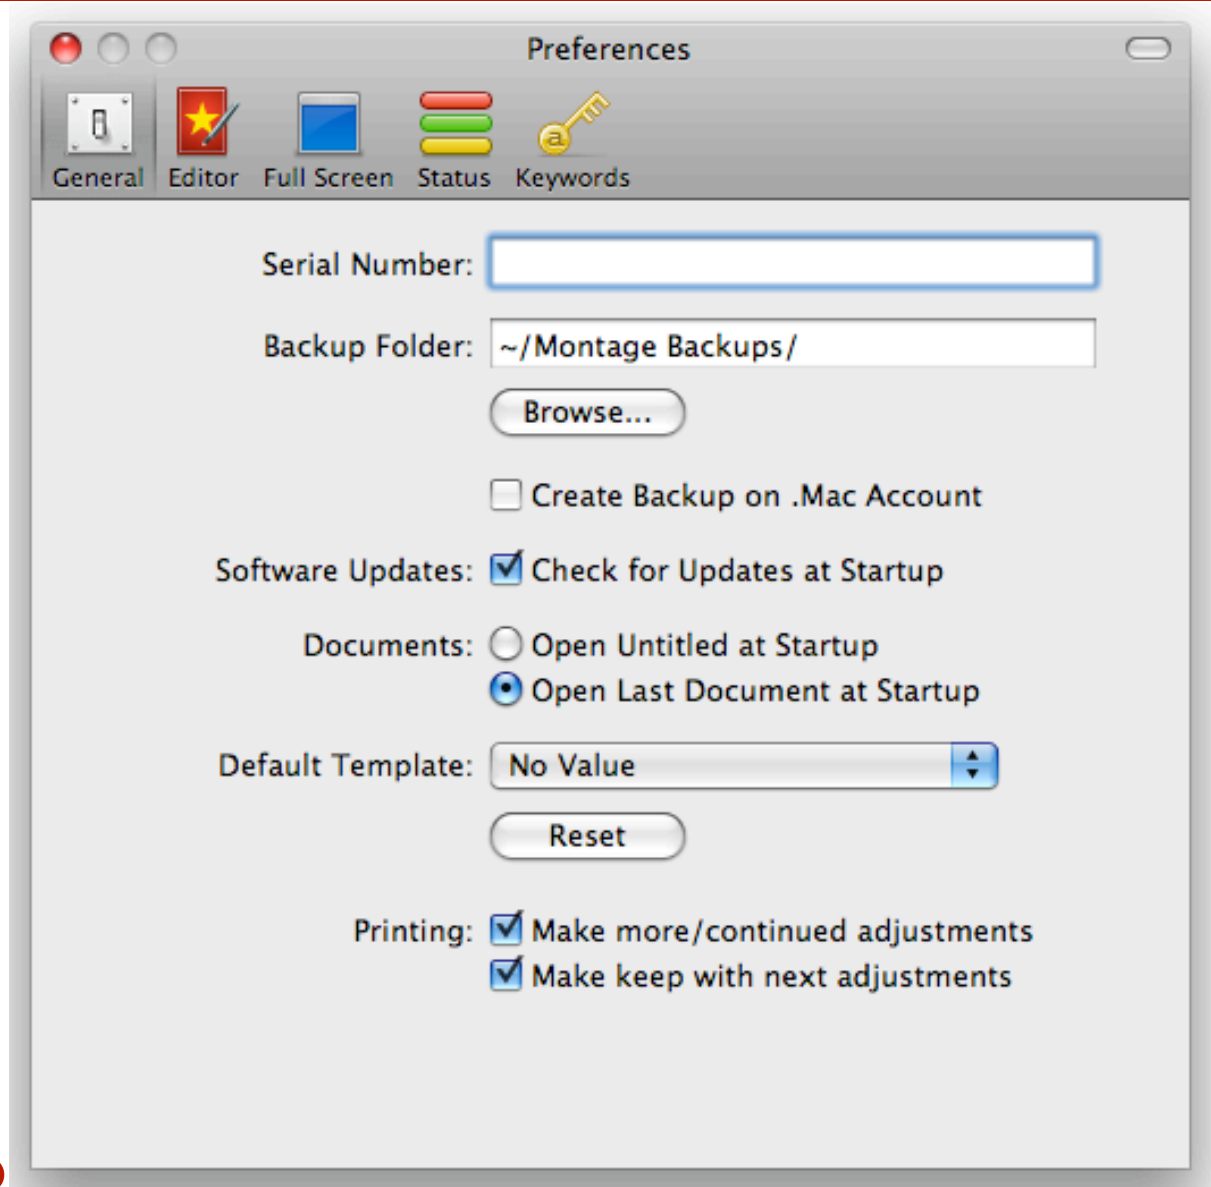 Preferences
General Editor Full Screen Status Keywords
a
Serial Number:
Backup Folder: ~/Montage Backups/
Browse...
Create Backup on .Mac Account
Software Updates: Check for Updates at Startup
Documents: Open Untitled at Startup
Open Last Document at Startup
Default Template: No Value
Reset
Printing: Make more/continued adjustments
Make keep with next adjustments